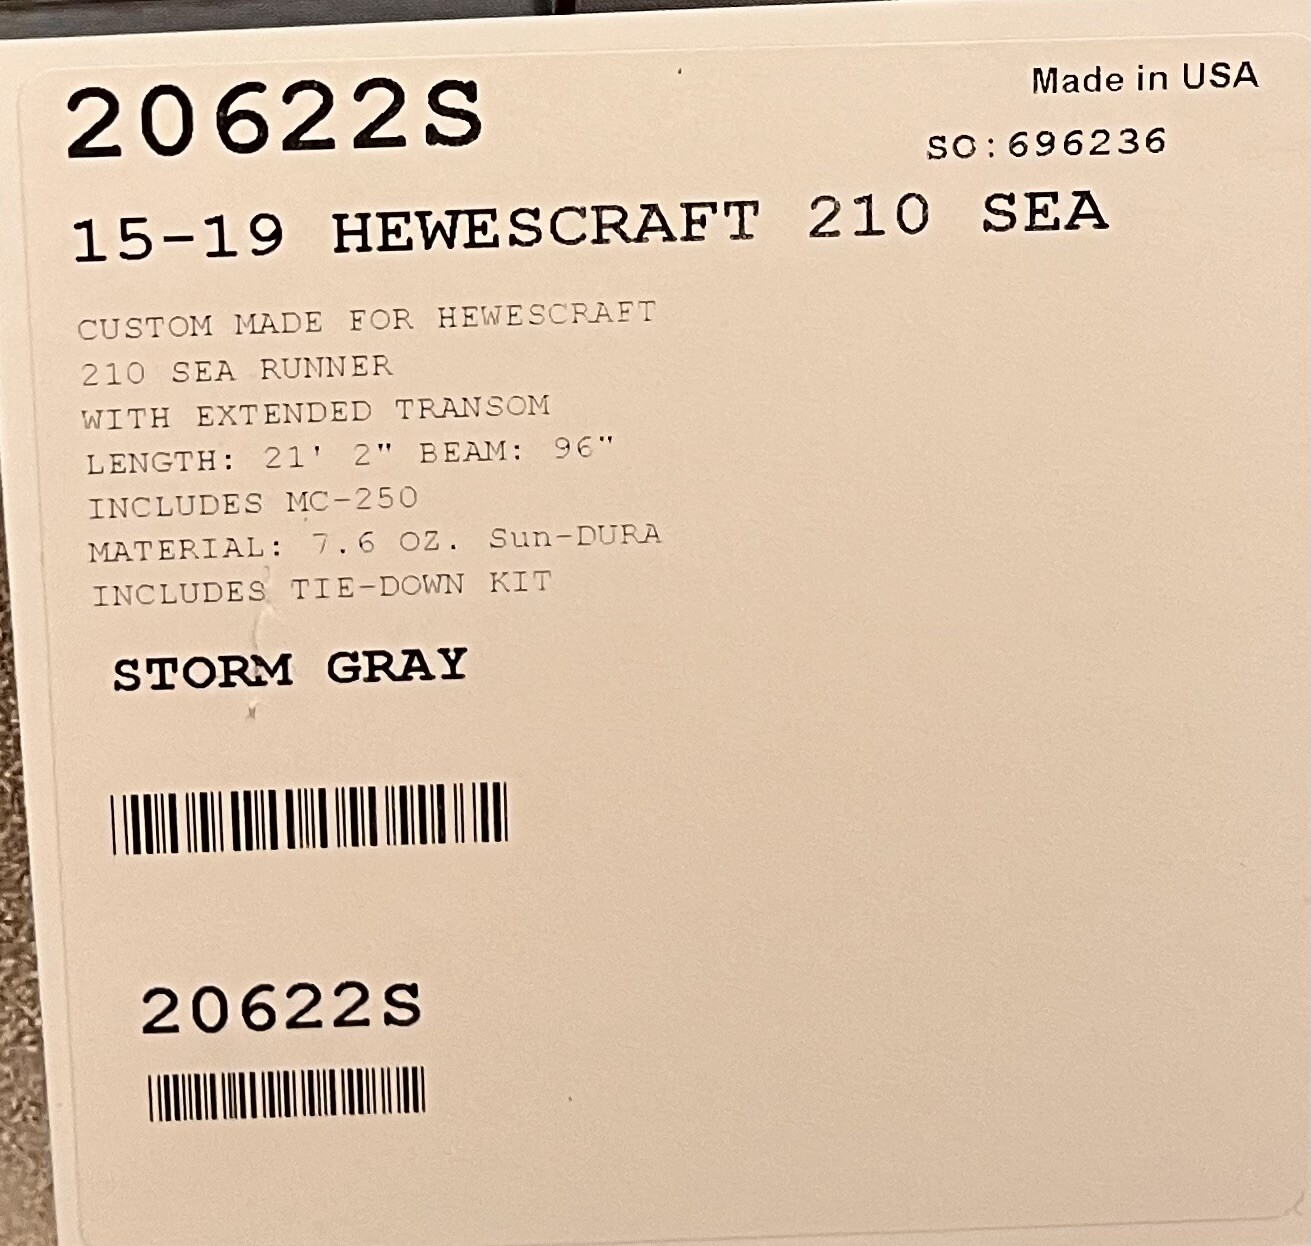 20622S
Made in USA
SO:696236
15-19 HEWESCRAFT 210 SEA
CUSTOM MADE FOR HEWESCRAFT
210 SEA RUNNER
WITH EXTENDED TRANSOM
LENGTH: 21' 2" BEAM: 96"
INCLUDES MC-250
MATERIAL: 7.6 OZ. Sun-DURA
INCLUDES TIE-DOWN KIT
STORM GRAY
20622S